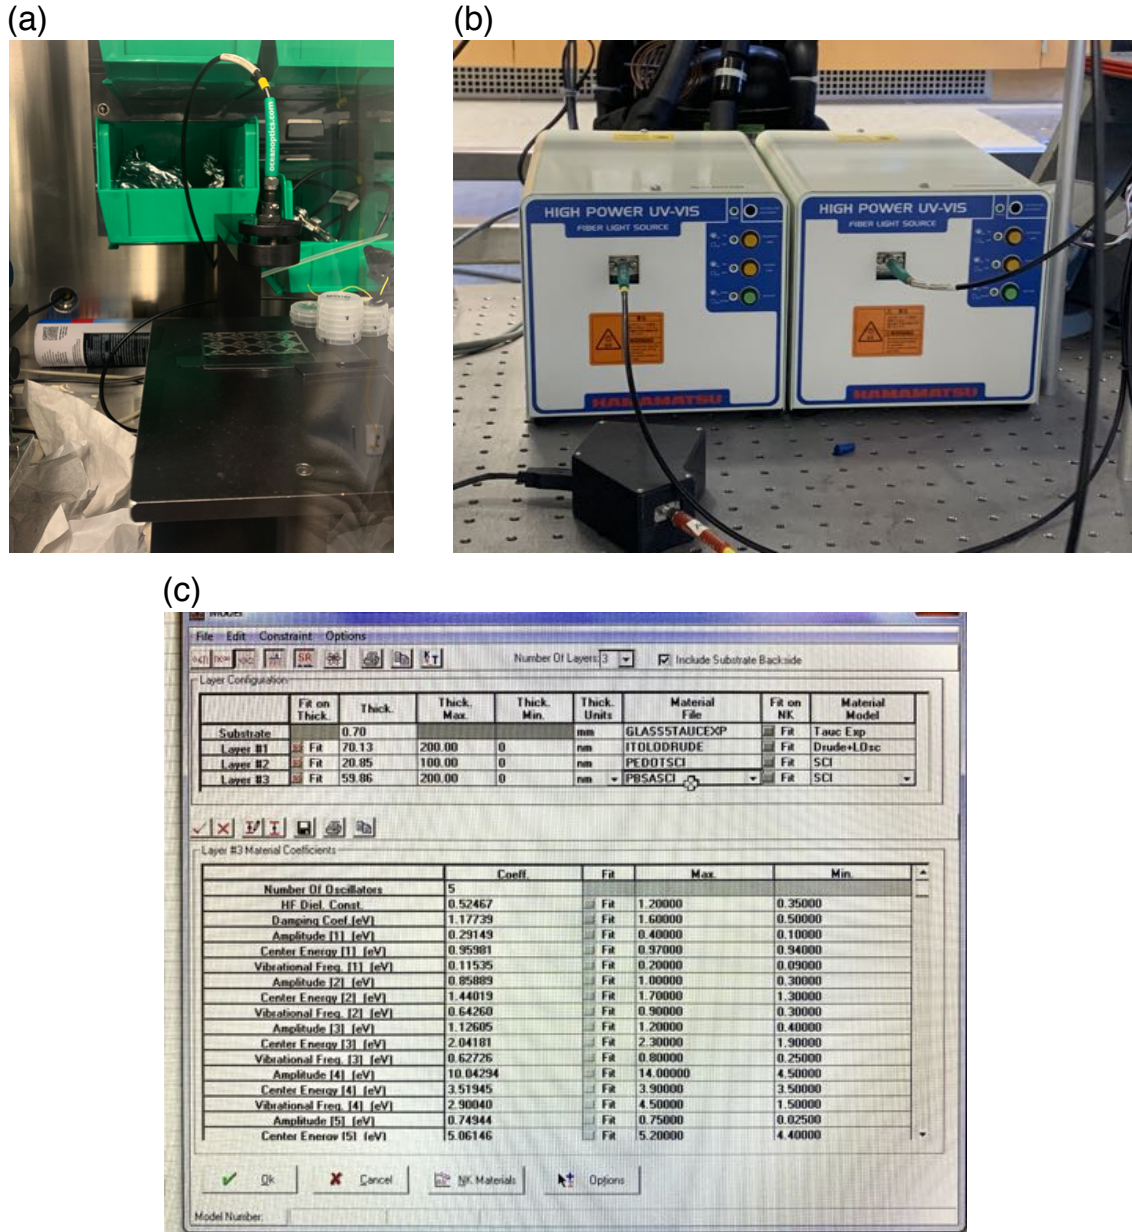 (a)
oceanoptics.com
(b)
HIGH POWER UV-VIS
FIBER LIGHT SOURCE
HAMAMATSU
HIGH POWER UV-VIS
FIBER LIGHT SOURCE
WARNING
HAMAMATSU
(c)
Model
File Edit Constraint Options
Number Of Layers: 3 Include Substrate Backside
Layer Configuration
Fit on Thick. Thick. Thick. Max. Thick. Min. Thick. Units Material File Fit on NK Material Model
Substrate 0.70 mm GLASS5TAUCEXP Fit Tauc Exp
Layer #1 Fit 70.13 200.00 0 nm ITOLODRUDE Fit Drude+LOsc
Layer #2 Fit 20.85 100.00 0 nm PEDOTSCI Fit SCI
Layer #3 Fit 59.86 200.00 0 nm PBSASCI Fit SCI
Layer #3 Material Coefficients
Coeff. Fit Max. Min.
Number Of Oscillators 5
HF Diel. Const. 0.52467 Fit 1.20000 0.35000
Damping Coef.[eV] 1.17739 Fit 1.60000 0.50000
Amplitude [1] [eV] 0.29149 Fit 0.40000 0.10000
Center Energy [1] [eV] 0.95981 Fit 0.97000 0.94000
Vibrational Freq. [1] [eV] 0.11535 Fit 0.20000 0.09000
Amplitude [2] [eV] 0.85889 Fit 1.00000 0.30000
Center Energy [2] [eV] 1.44019 Fit 1.70000 1.30000
Vibrational Freq. [2] [eV] 0.64260 Fit 0.90000 0.30000
Amplitude [3] [eV] 1.12605 Fit 1.20000 0.40000
Center Energy [3] [eV] 2.04181 Fit 2.30000 1.90000
Vibrational Freq. [3] [eV] 0.62726 Fit 0.80000 0.25000
Amplitude [4] [eV] 10.04294 Fit 14.00000 4.50000
Center Energy [4] [eV] 3.51945 Fit 3.90000 3.50000
Vibrational Freq. [4] [eV] 2.90040 Fit 4.50000 1.50000
Amplitude [5] [eV] 0.74944 Fit 0.75000 0.02500
Center Energy [5] [eV] 5.06146 Fit 5.20000 4.40000
Ok Cancel NK Materials Options
Model Number: